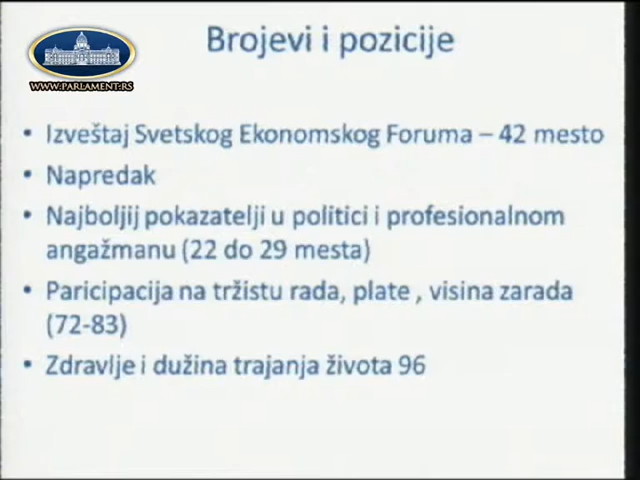 Brojevi i pozicije
WWW.PARLAMENT.RS
• Izveštaj Svetskog Ekonomskog Foruma – 42 mesto
• Napredak
• Najboljij pokazatelji u politici i profesionalnom
angažmanu (22 do 29 mesta)
• Paricipacija na tržistu rada, plate , visina zarada
(72-83)
• Zdravlje i dužina trajanja života 96